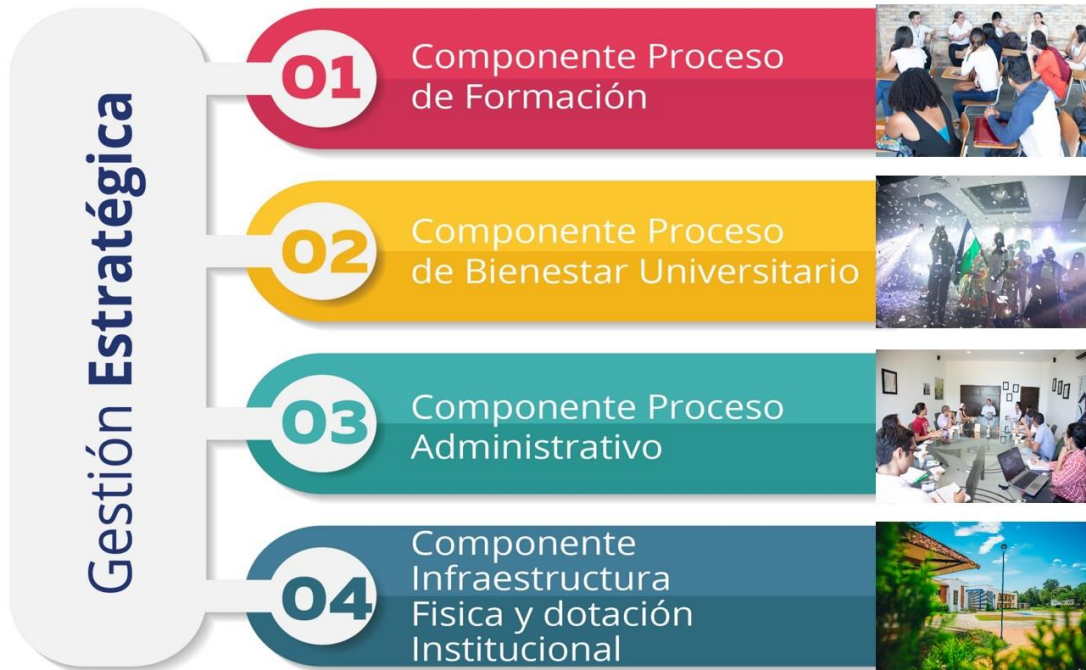 Gestión Estratégica
01
Componente Proceso
de Formación
02
Componente Proceso
de Bienestar Universitario
03
Componente Proceso
Administrativo
04
Componente
Infraestructura
Fisica y dotación
Institucional